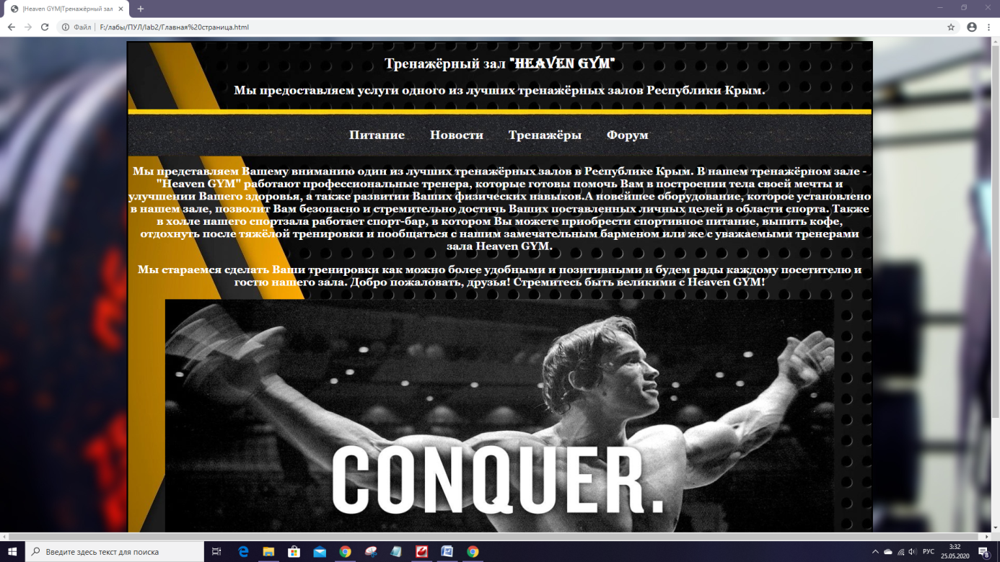 |Heaven GYM|Тренажёрный зал
Файл | F:/лабы/ПУЛ/lab2/Главная%20страница.html
Тренажёрный зал "HEAVEN GYM"
Мы предоставляем услуги одного из лучших тренажёрных залов Республики Крым.
Питание Новости Тренажёры Форум
Мы представляем Вашему вниманию один из лучших тренажёрных залов в Республике Крым. В нашем тренажёрном зале -
"Heaven GYM" работают профессиональные тренера, которые готовы помочь Вам в построении тела своей мечты и
улучшении Вашего здоровья, а также развитии Ваших физических навыков.А новейшее оборудование, которое установлено
в нашем зале, позволит Вам безопасно и стремительно достичь Ваших поставленных личных целей в области спорта. Также
в холле нашего спортзала работает спорт-бар, в котором Вы можете приобрести спортивное питание, выпить кофе,
отдохнуть после тяжёлой тренировки и пообщаться с нашим замечательным барменом или же с уважаемыми тренерами
зала Heaven GYM.
Мы стараемся сделать Ваши тренировки как можно более удобными и позитивными и будем рады каждому посетителю и
гостю нашего зала. Добро пожаловать, друзья! Стремитесь быть великими с Heaven GYM!
CONQUER.
Введите здесь текст для поиска
РУС
3:32
25.05.2020
8